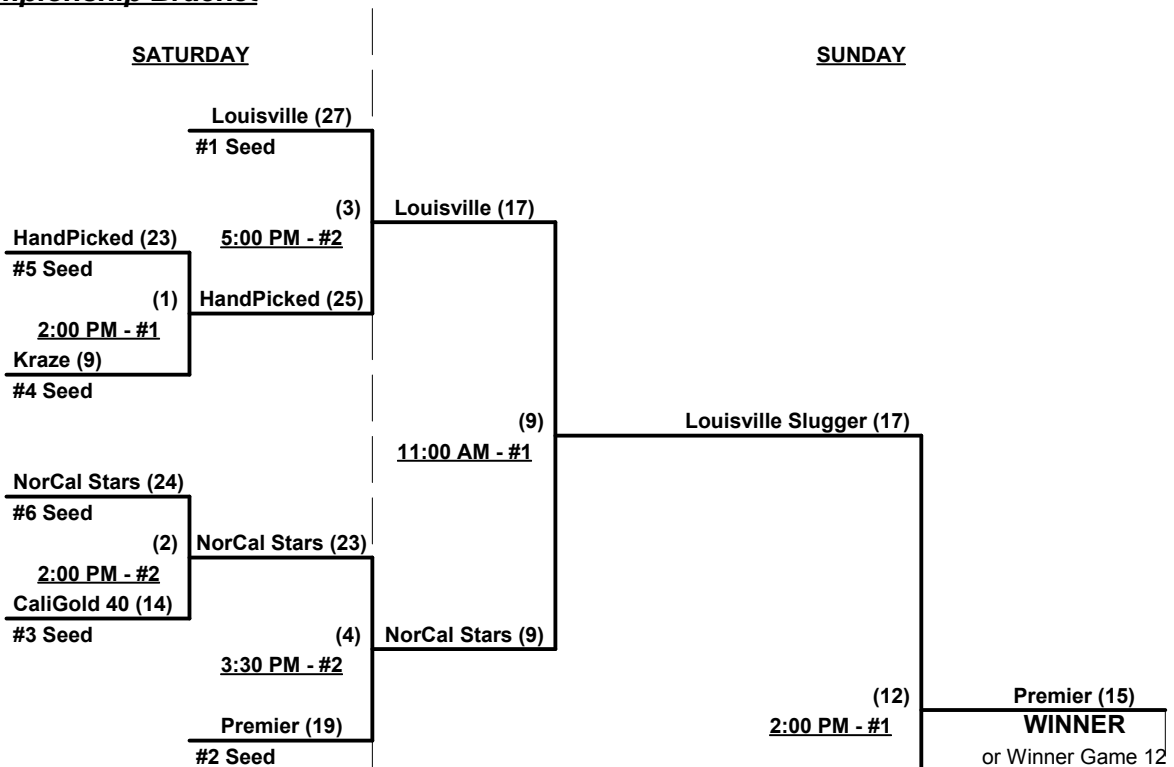 SATURDAY
SUNDAY
Louisville (27)
#1 Seed
(3)
Louisville (17)
HandPicked (23)
5:00 PM - #2
#5 Seed
(1)
HandPicked (25)
2:00 PM - #1
Kraze (9)
#4 Seed
(9)
Louisville Slugger (17)
11:00 AM - #1
NorCal Stars (24)
#6 Seed
(2)
NorCal Stars (23)
2:00 PM - #2
CaliGold 40 (14)
#3 Seed
(4)
NorCal Stars (9)
3:30 PM - #2
(12)
Premier (15)
Premier (19)
2:00 PM - #1
WINNER
#2 Seed
or Winner Game 12